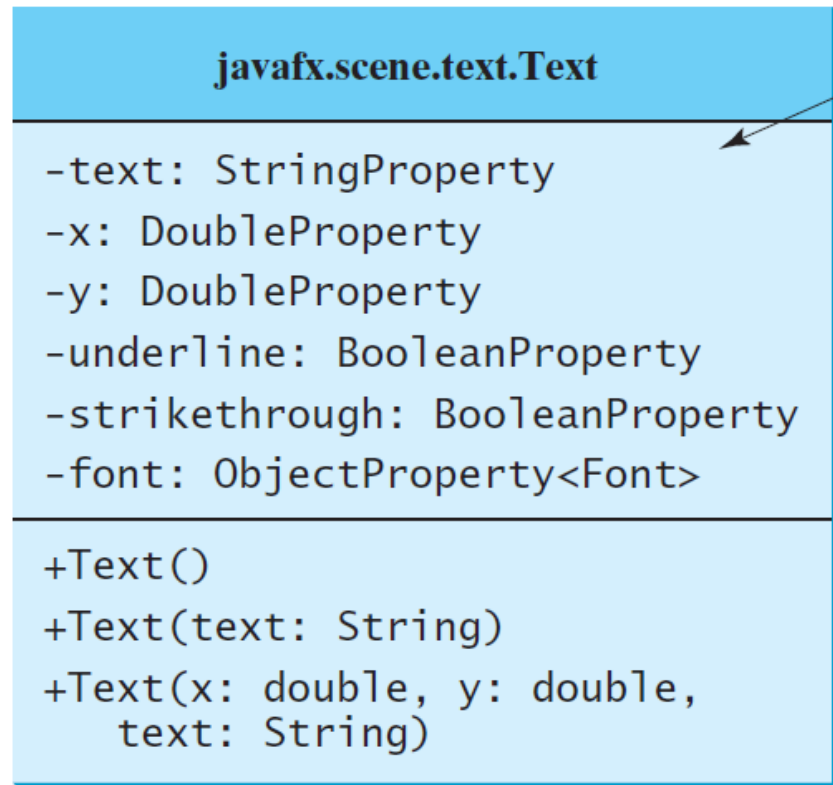 javafx.scene.text.Text
-text: StringProperty
-x: DoubleProperty
-y: DoubleProperty
-underline: BooleanProperty
-strikethrough: BooleanProperty
-font: ObjectProperty<Font>
+Text()
+Text(text: String)
+Text(x: double, y: double,
text: String)